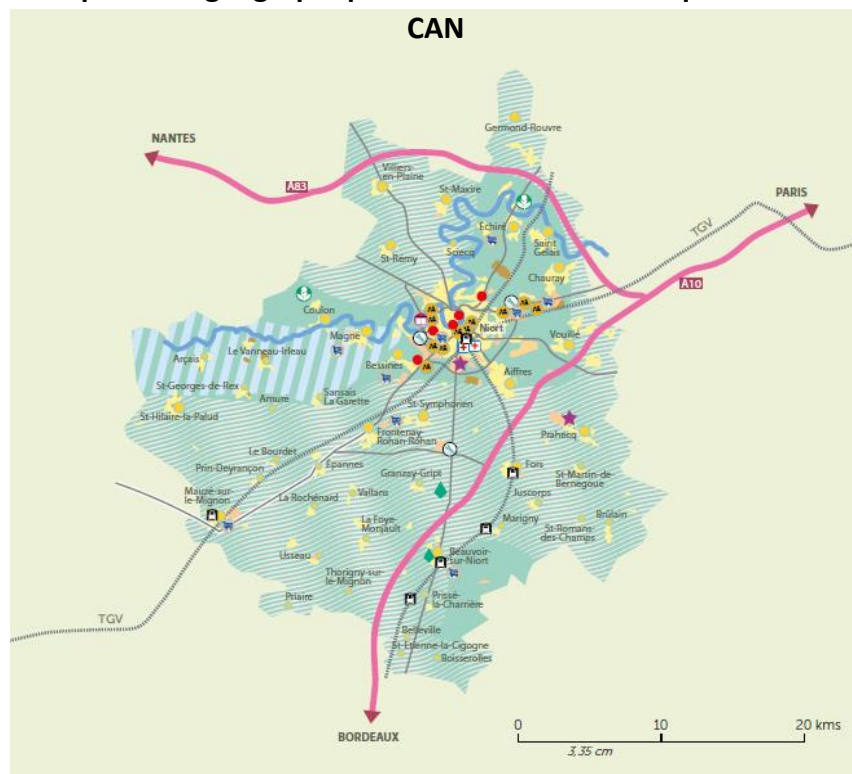 CAN
Germond-Rouvre
NANTES
Villiers-
en-Plaine
A83
St-Maxire
PARIS
Echiré
TGV
Sciecq
Saint
Gelais
St-Rémy
Chauray
A10
Coulon
Niort
Magné
Vouillé
Arçais
Le Vanneau-Irleau
Bessines
Aiffres
St-Georges-de-Rex
Sansais
La Garette
Amuré
St-Symphorien
St-Hilaire-la-Palud
Frontenay-
Rohan-Rohan
Prahecq
Le Bourdet
Prin-Deyrançon
Épannes
Fors
Granzay-Gript
St-Martin-de-
Bernegoue
Mauzé-sur-
le-Mignon
Vallans
Juscorps
La Rochénard
Marigny
Brûlain
La Foye-
Monjault
St-Romans-
des-Champs
Usseau
Beauvoir-
sur-Niort
Thorigny-sur-
le-Mignon
Priaire
Prissé-
la-Charrière
TGV
Belleville
St-Etienne-la-Cigogne
Boisserolles
BORDEAUX
0 10 20 kms
3,35 cm